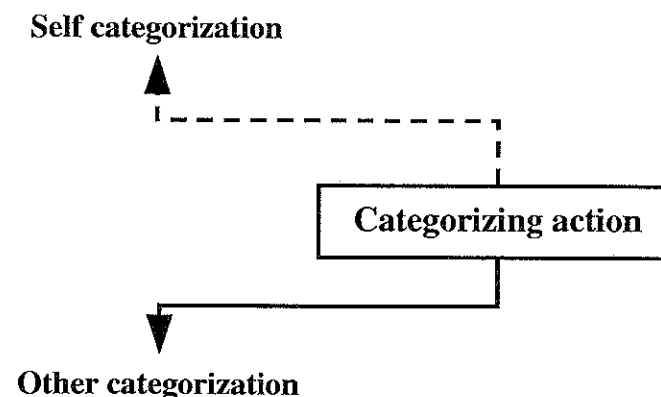 Self categorization
Categorizing action
Other categorization